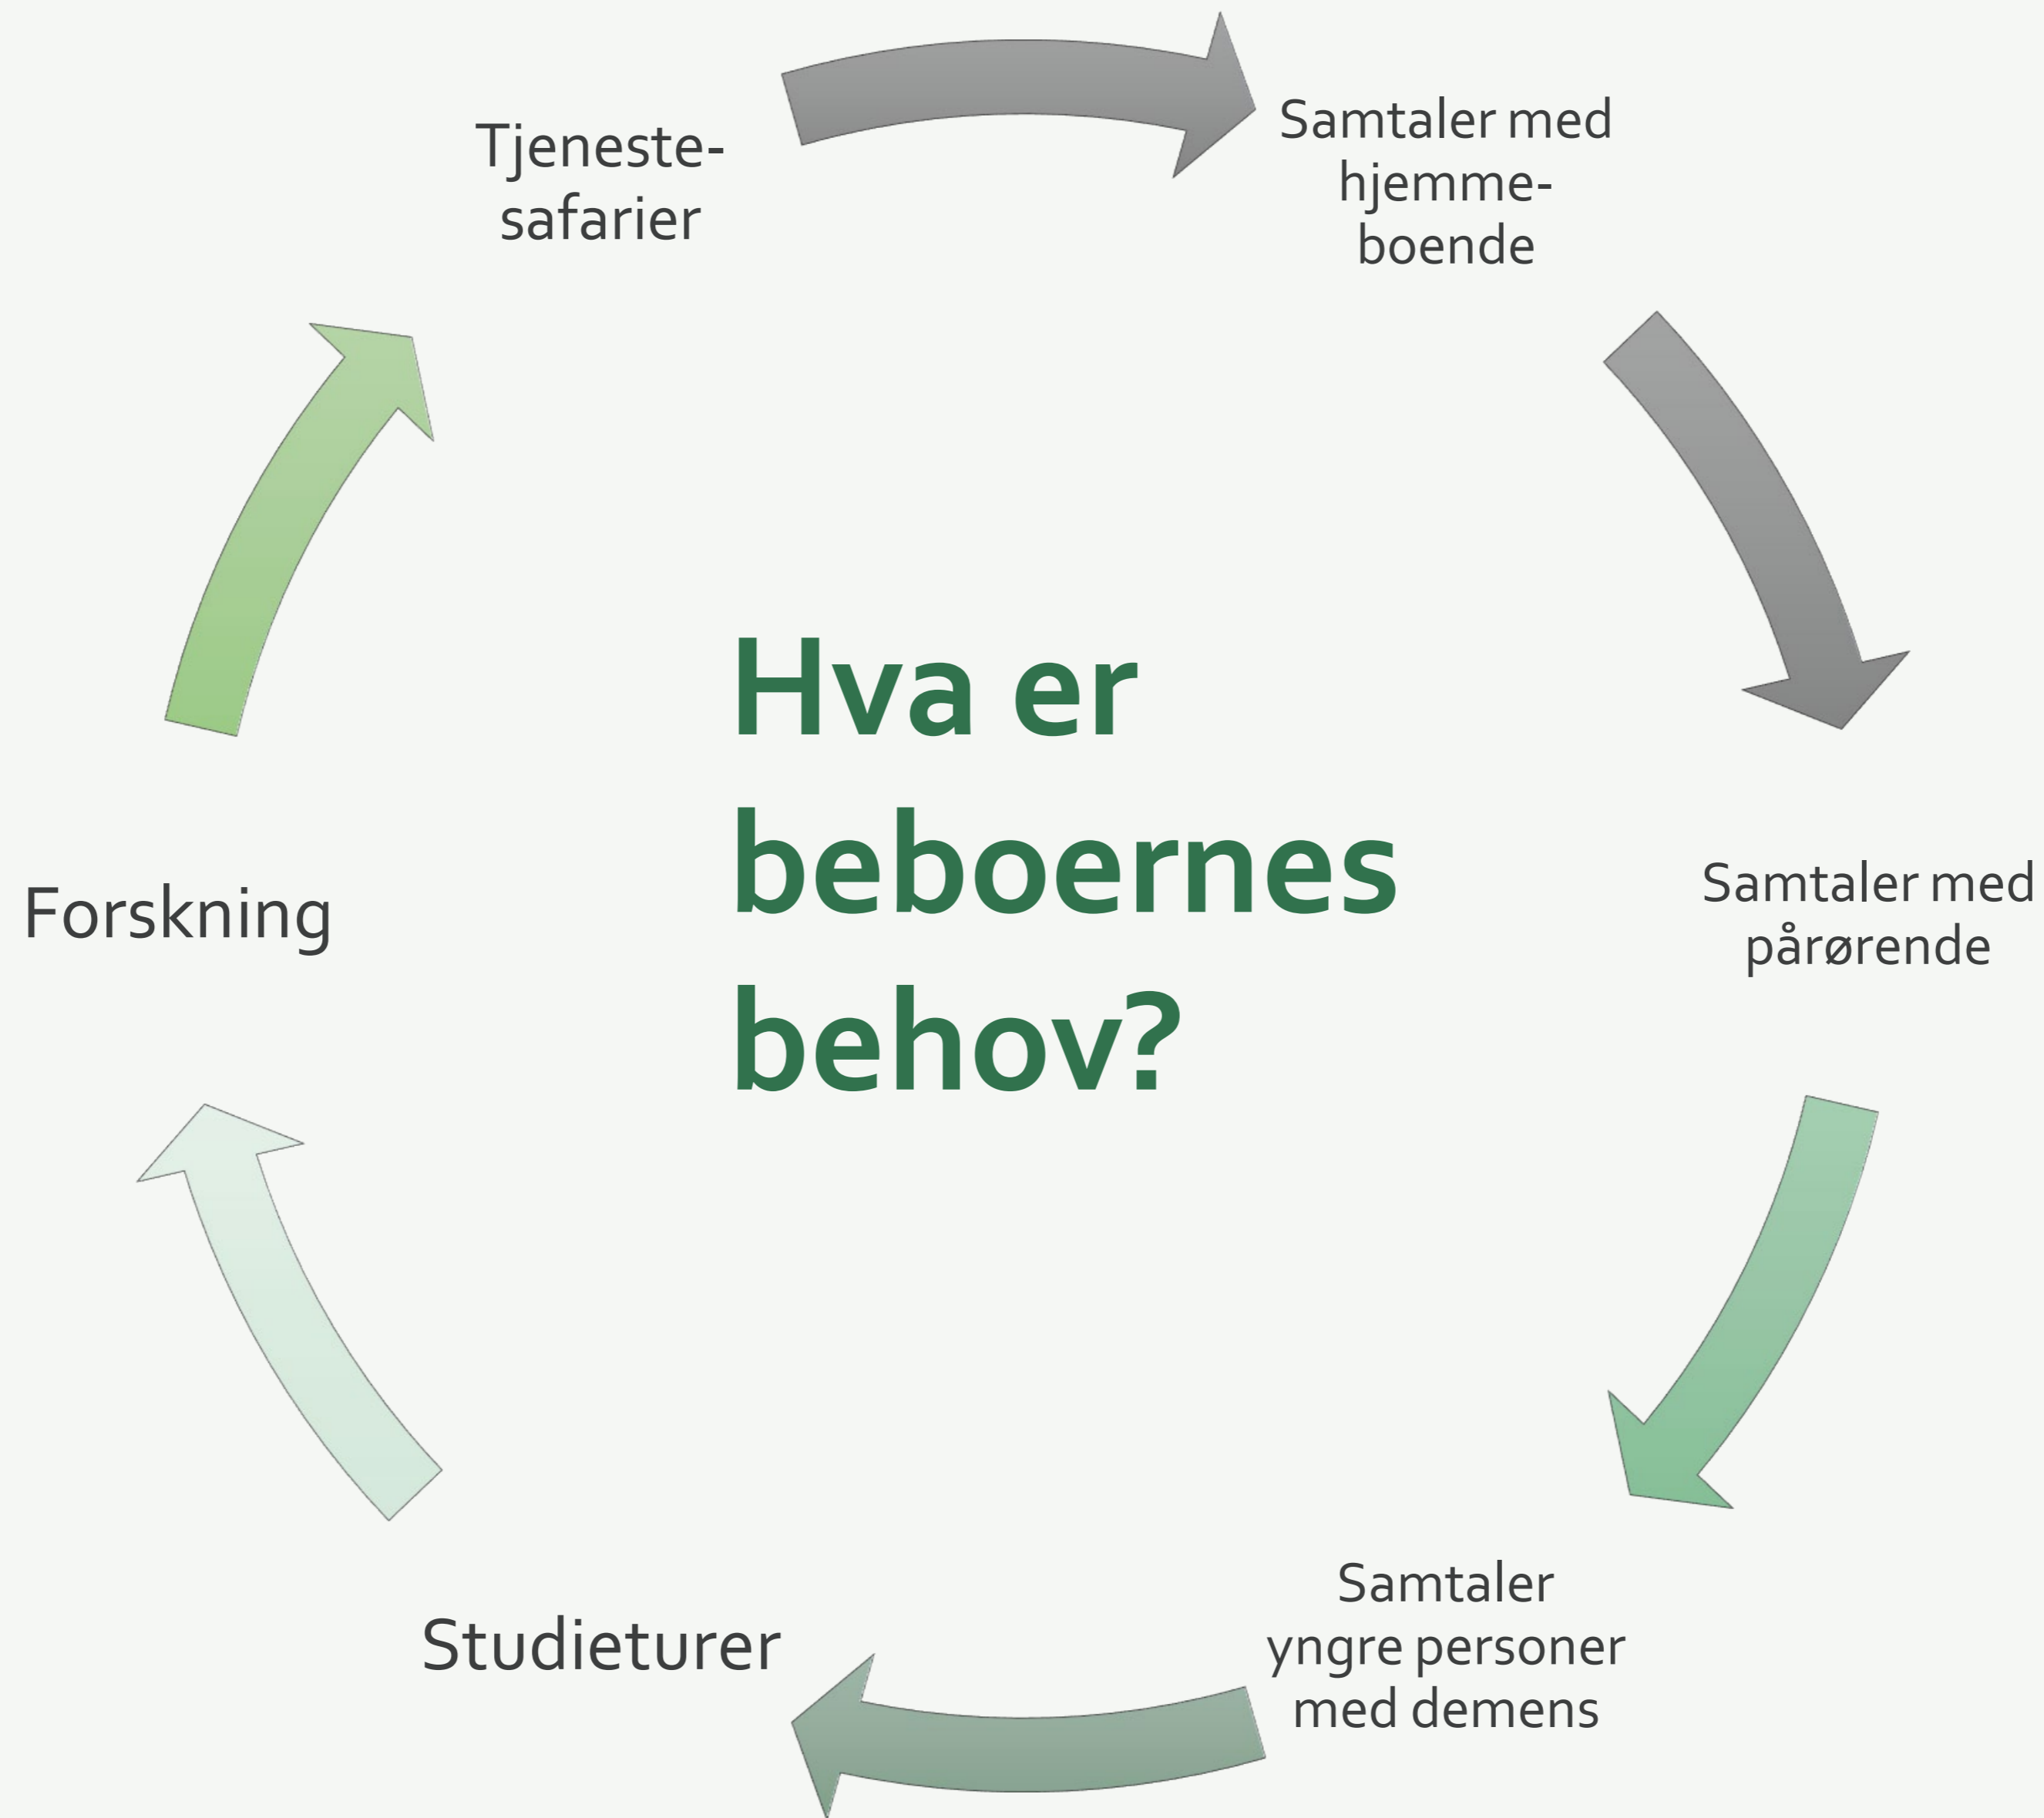 Tjeneste-
safarier
Samtaler med
hjemme-
boende
Hva er
beboernes
behov?
Samtaler med
pårørende
Samtaler
yngre personer
med demens
Studieturer
Forskning